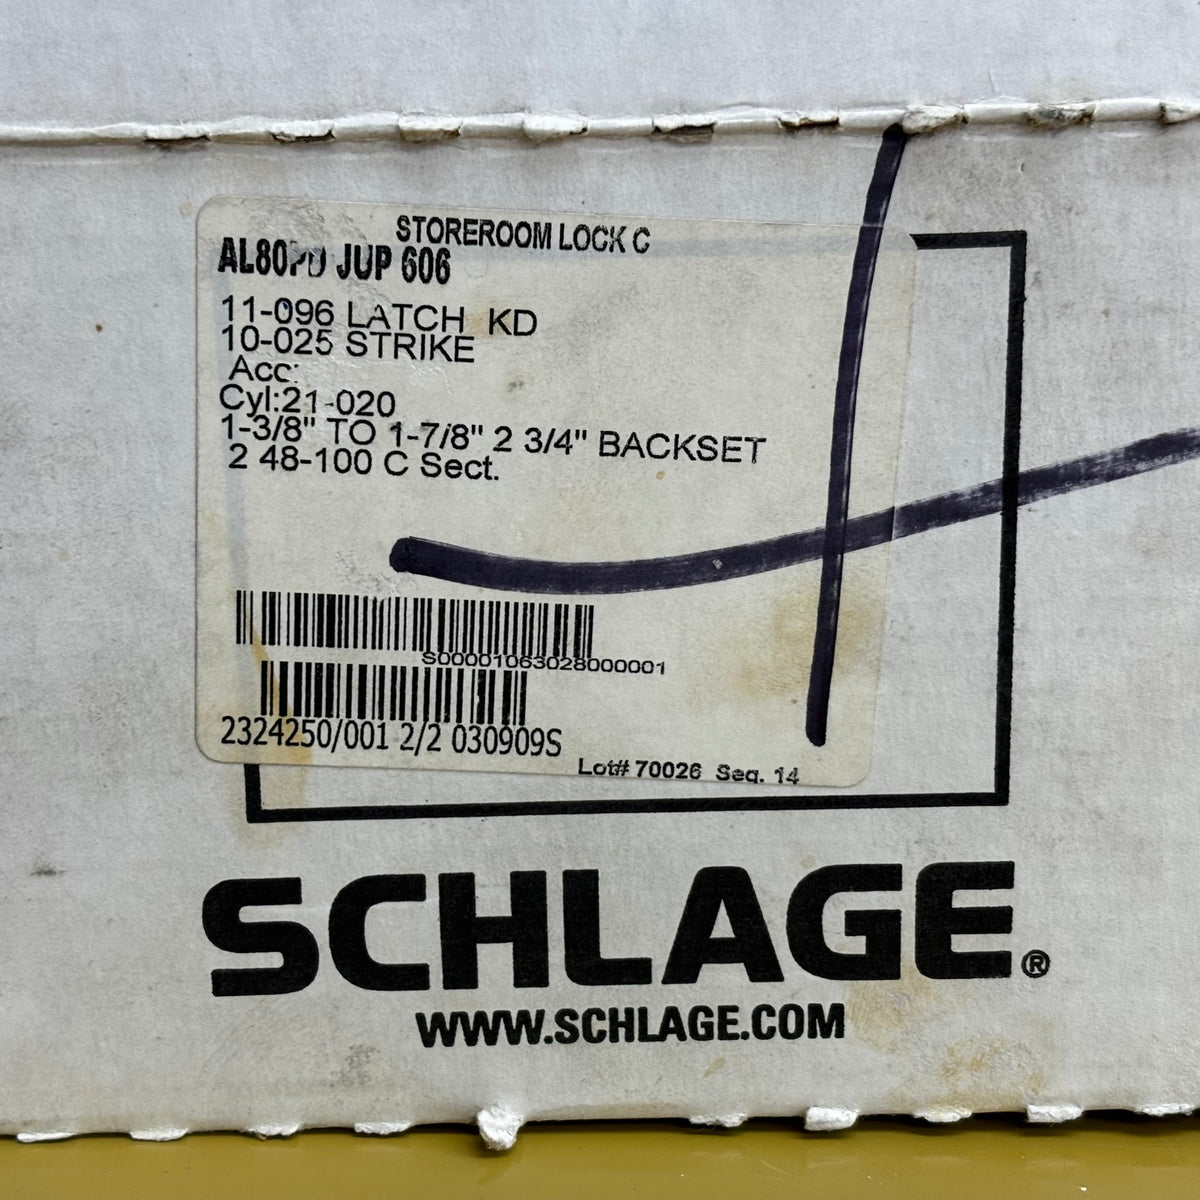 STOREROOM LOCK C
AL80PD JUP 606
11-096 LATCH KD
10-025 STRIKE
Acc:
Cyl:21-020
1-3/8" TO 1-7/8" 2 3/4" BACKSET
2 48-100 C Sect.
S000001063028000001
2324250/001 2/2 030909S
Lot# 70026 Seq. 14
SCHLAGE®
WWW.SCHLAGE.COM